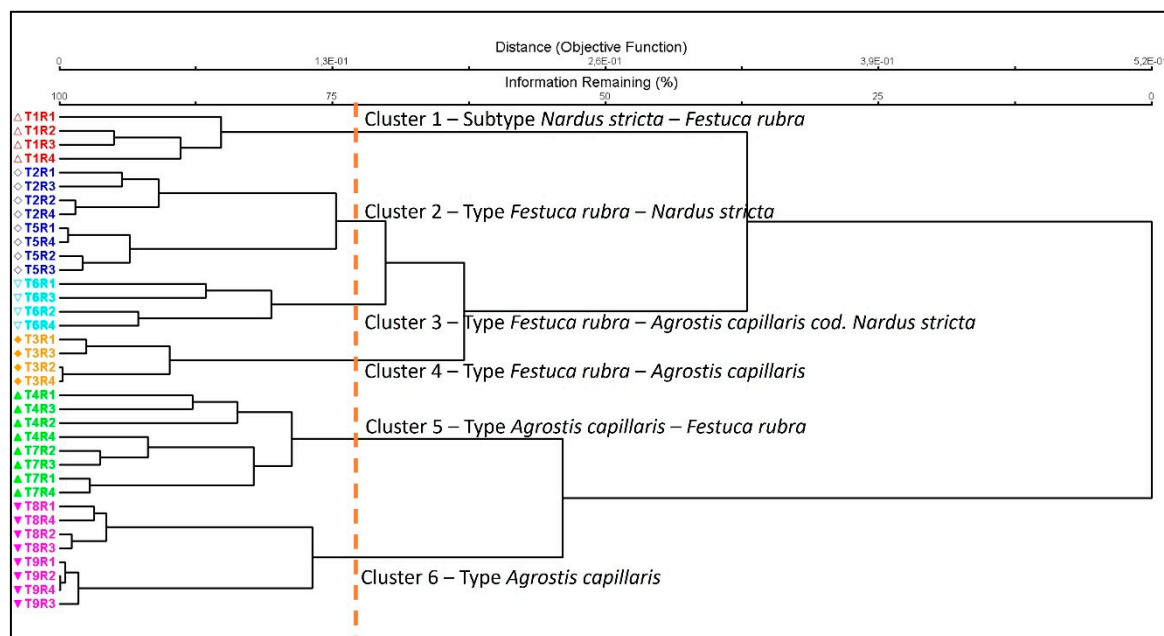 Distance (Objective Function)
0 1,3E-01 2,6E-01 3,9E-01 5,2E-01
Information Remaining (%)
100 75 50 25 0
T1R1
Cluster 1 – Subtype Nardus stricta – Festuca rubra
T1R2
T1R3
T1R4
T2R1
T2R3
T2R2
Cluster 2 – Type Festuca rubra – Nardus stricta
T2R4
T5R1
T5R4
T5R2
T5R3
T6R1
T6R3
T6R2
Cluster 3 – Type Festuca rubra – Agrostis capillaris cod. Nardus stricta
T6R4
T3R1
T3R3
T3R2
Cluster 4 – Type Festuca rubra – Agrostis capillaris
T3R4
T4R1
T4R3
T4R2
Cluster 5 – Type Agrostis capillaris – Festuca rubra
T4R4
T7R2
T7R3
T7R1
T7R4
T8R1
T8R4
T8R2
T8R3
T9R1
T9R2
Cluster 6 – Type Agrostis capillaris
T9R4
T9R3